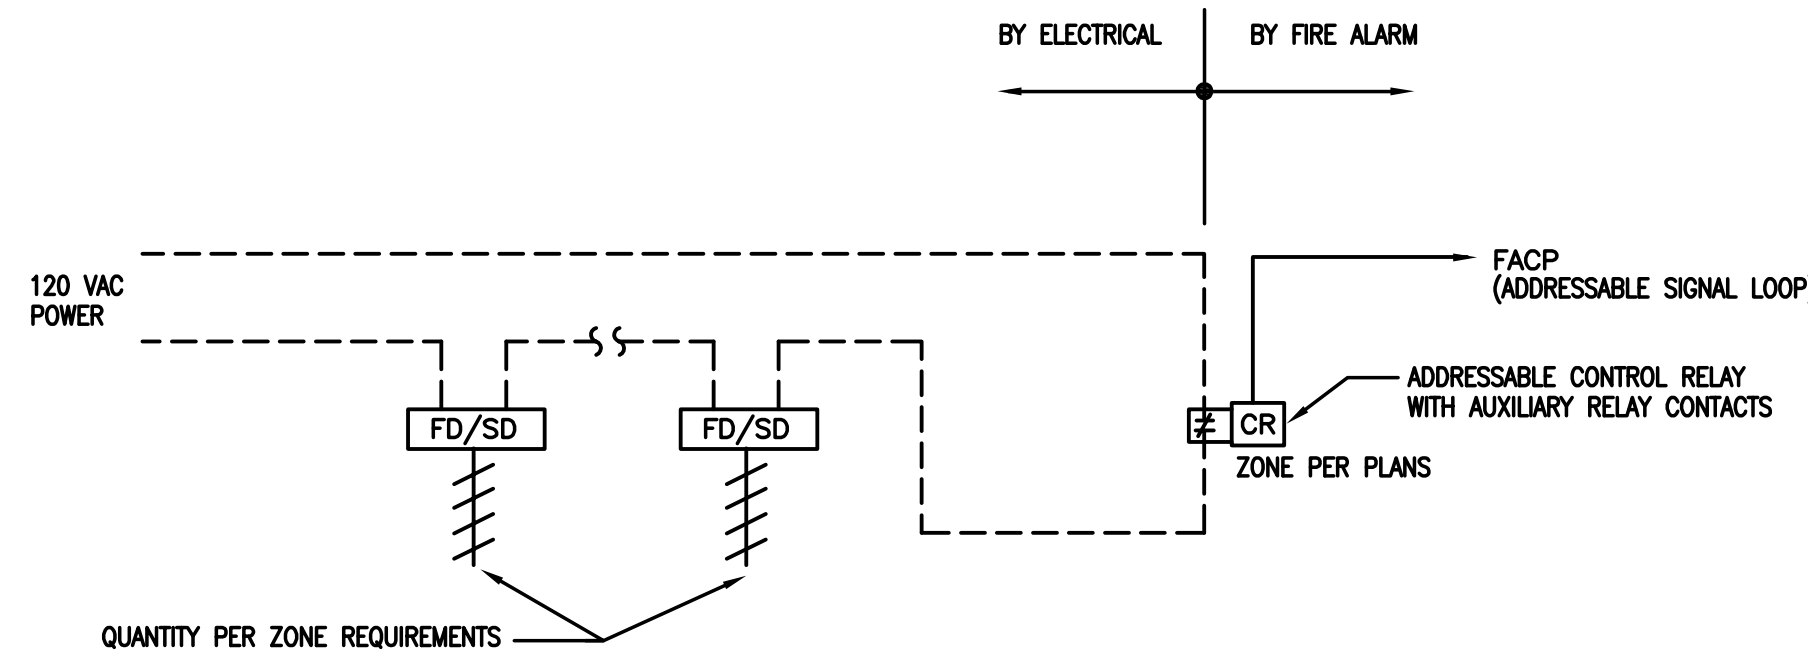 BY ELECTRICAL
BY FIRE ALARM
120 VAC
POWER
FACP
(ADDRESSABLE SIGNAL LOOP)
FD/SD
FD/SD
CR
ADDRESSABLE CONTROL RELAY
WITH AUXILIARY RELAY CONTACTS
ZONE PER PLANS
QUANTITY PER ZONE REQUIREMENTS